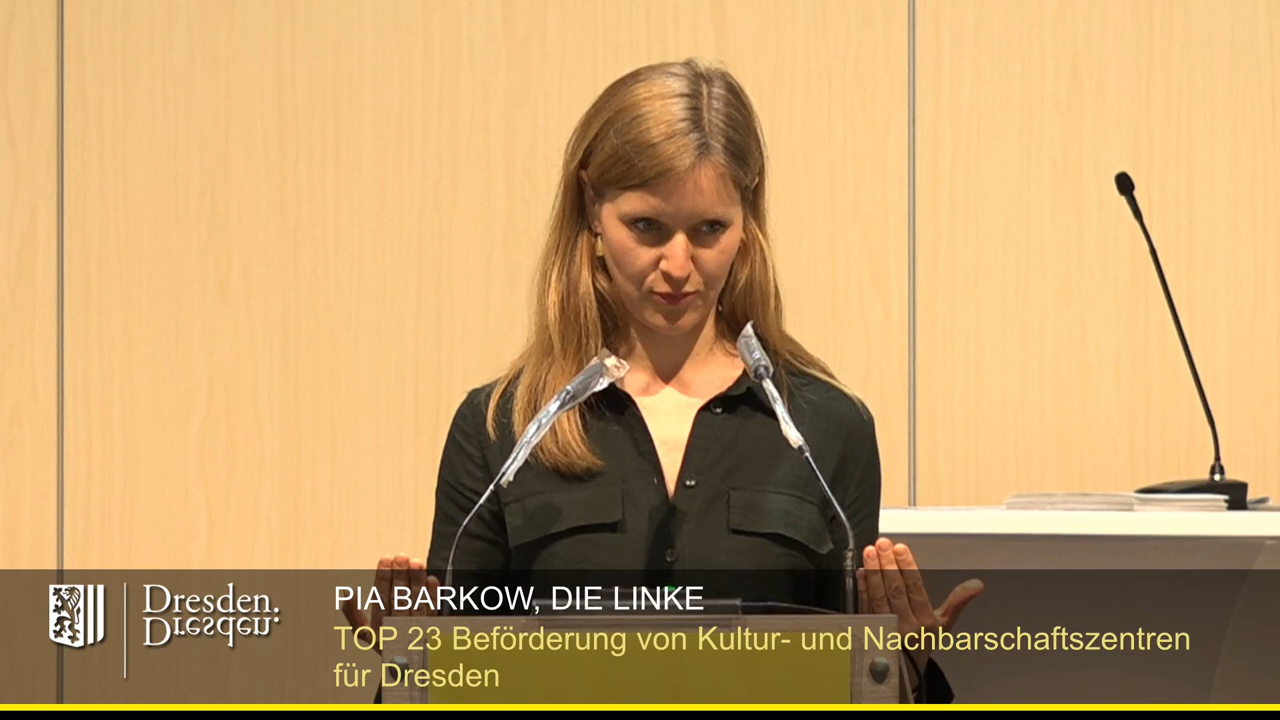 Dresden.
Dresden.
PIA BARKOW, DIE LINKE
TOP 23 Beförderung von Kultur- und Nachbarschaftszentren
für Dresden